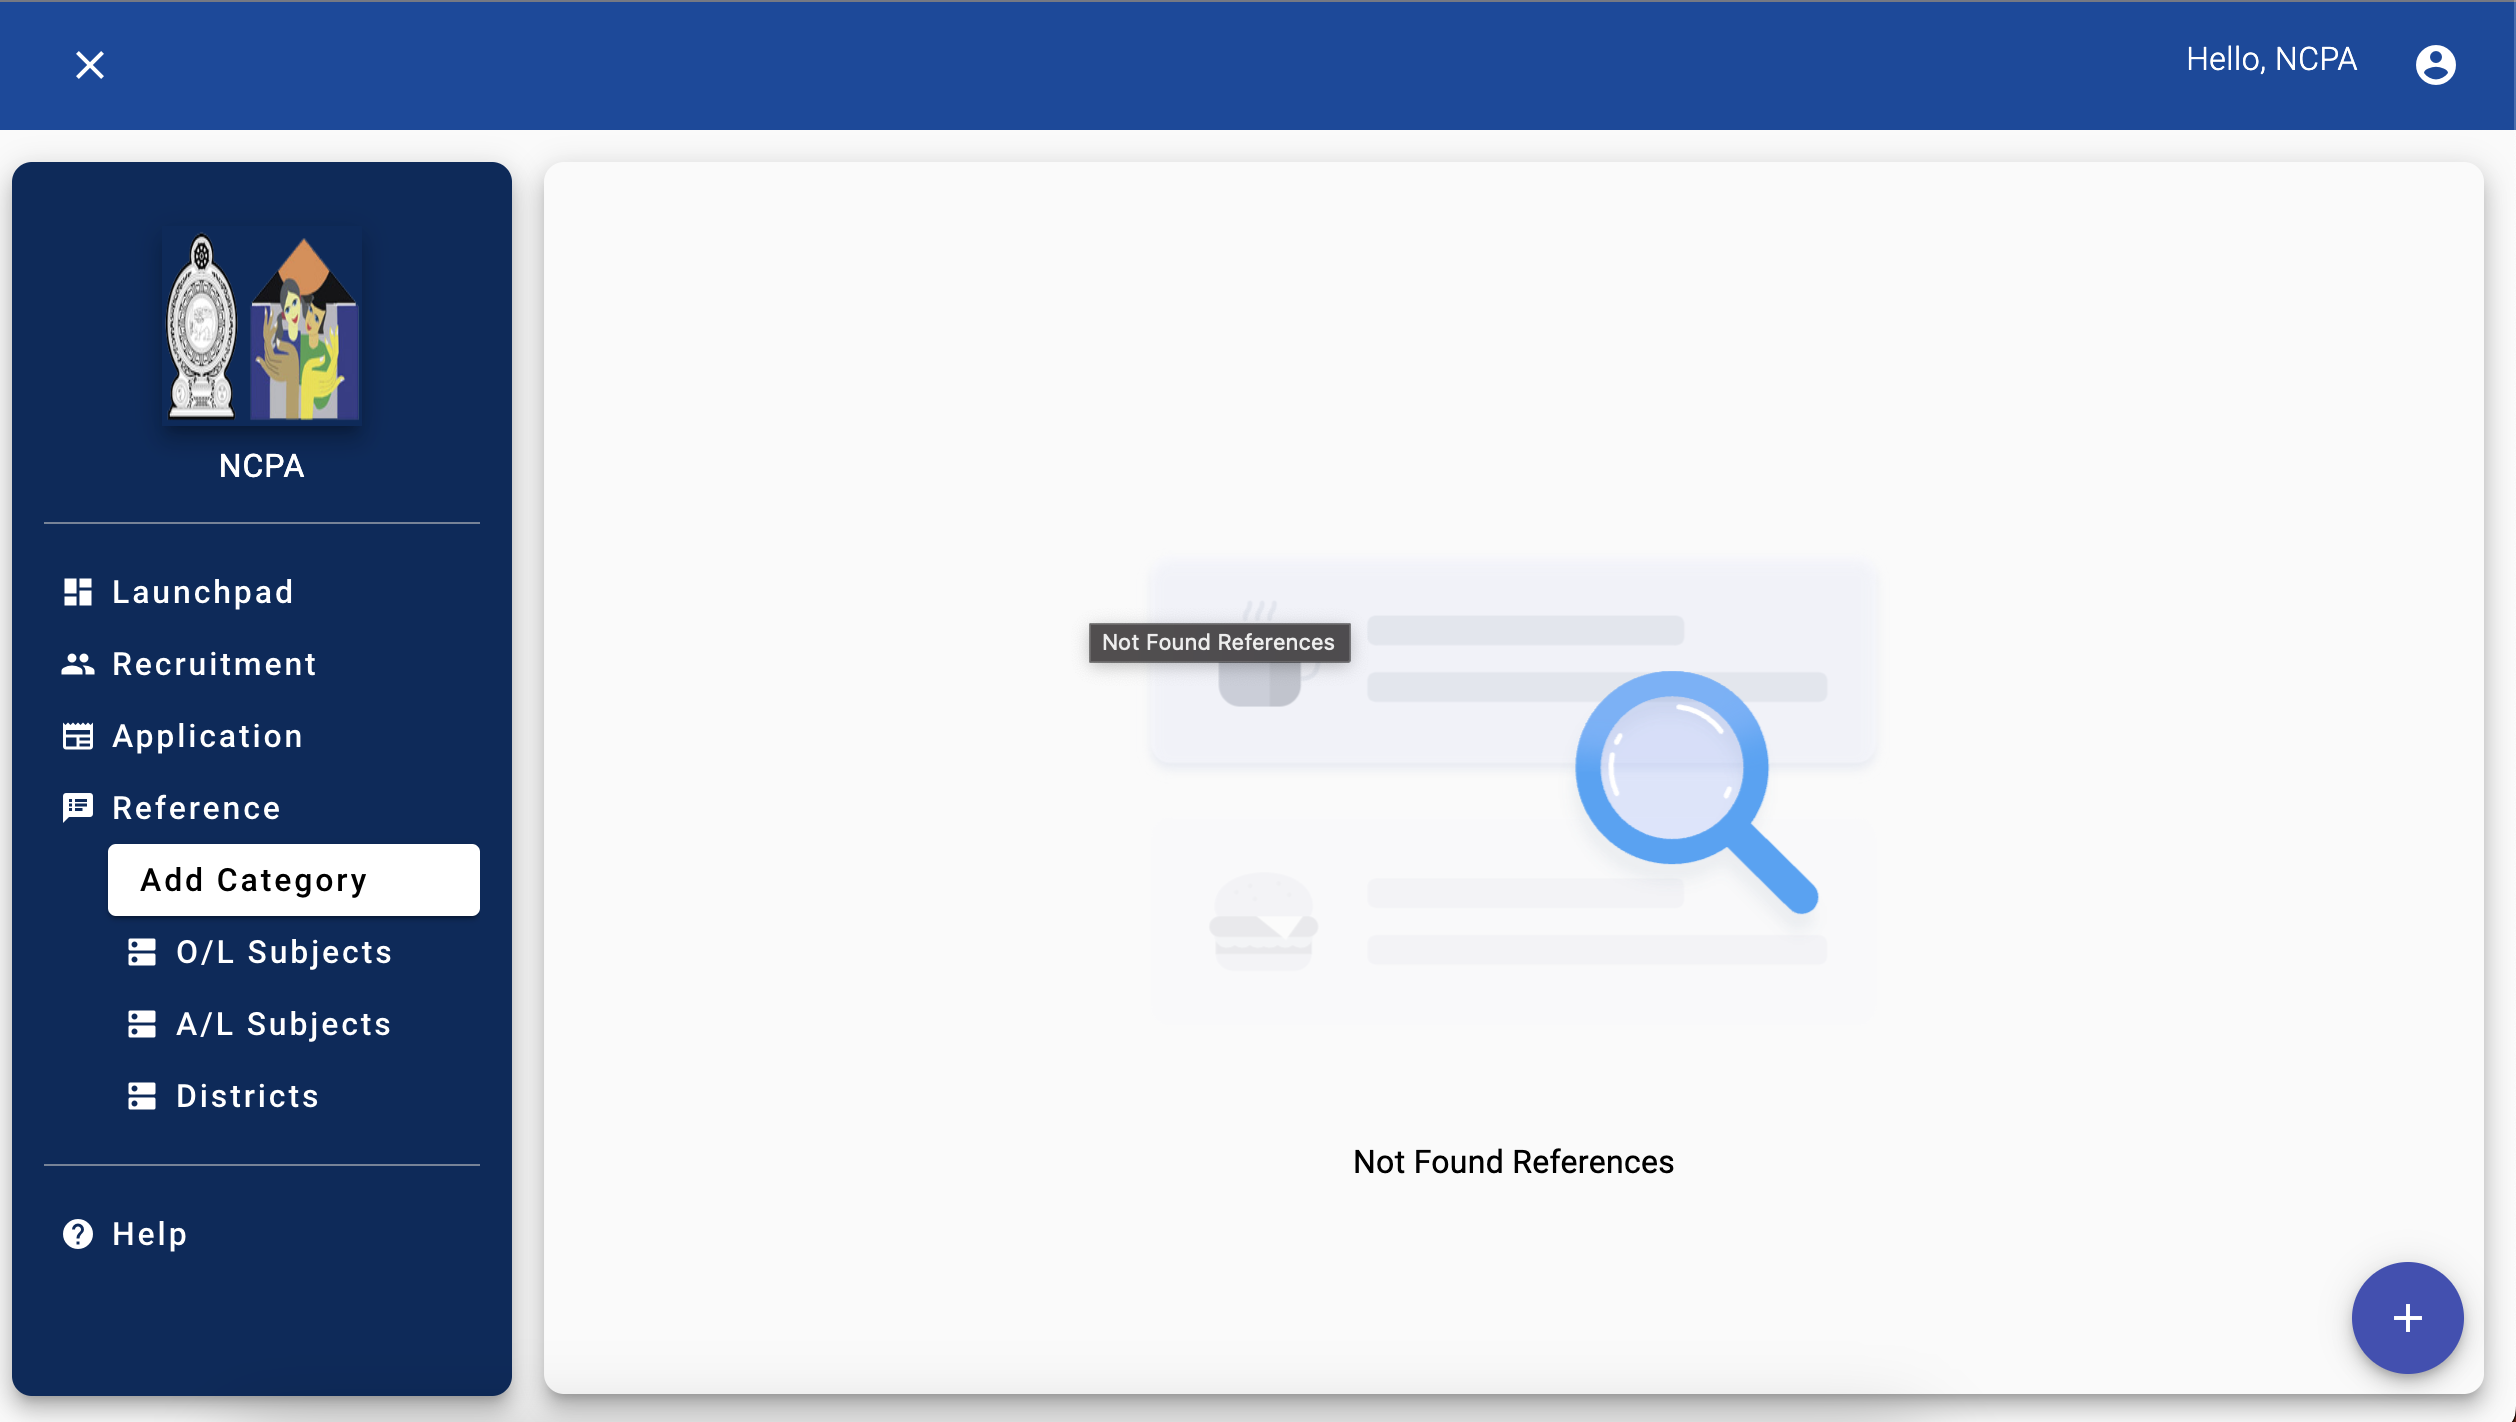 Hello, NCPA
NCPA
Launchpad
Recruitment
Application
Reference
Add Category
O/L Subjects
A/L Subjects
Districts
Help
Not Found References
Not Found References